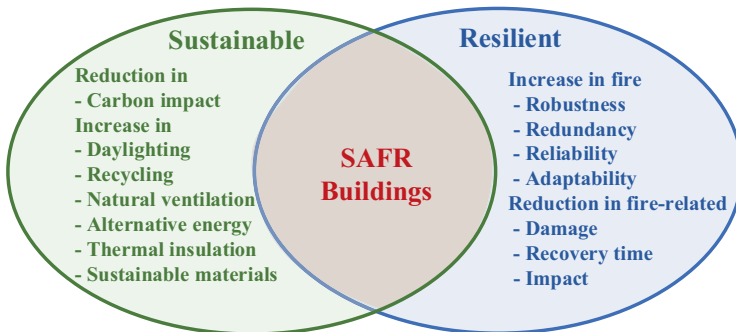 Sustainable
Reduction in
- Carbon impact
Increase in
- Daylighting
- Recycling
- Natural ventilation
- Alternative energy
- Thermal insulation
- Sustainable materials
SAFR
Buildings
Resilient
Increase in fire
- Robustness
- Redundancy
- Reliability
- Adaptability
Reduction in fire-related
- Damage
- Recovery time
- Impact